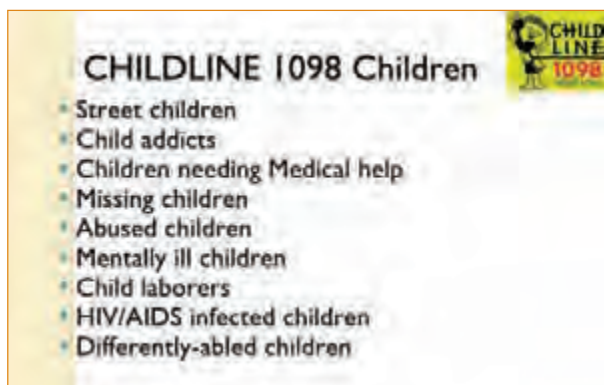 CHILD
LINE
1098
CHILDLINE 1098 Children
Street children
Child addicts
Children needing Medical help
Missing children
Abused children
Mentally ill children
Child laborers
HIV/AIDS infected children
Differently-abled children